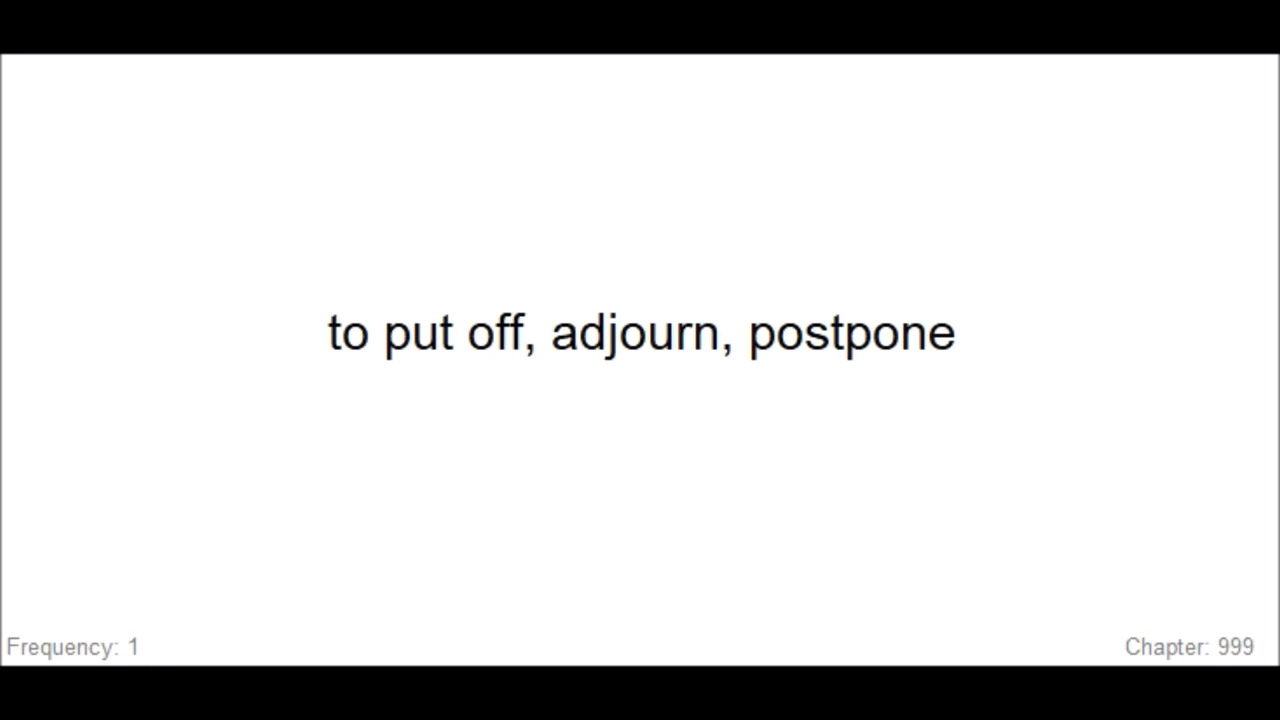 to put off, adjourn, postpone
Frequency: 1
Chapter: 999